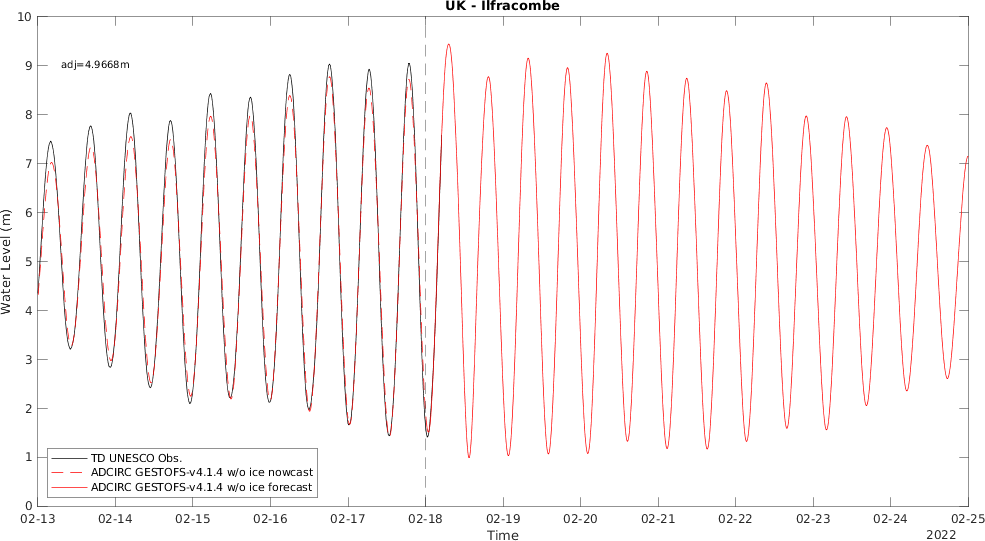 UK - Ilfracombe
adj=4.9668m
Water Level (m)
10
9
8
7
6
5
4
3
2
1
0
TD UNESCO Obs.
ADCIRC GESTOFS-v4.1.4 w/o ice nowcast
ADCIRC GESTOFS-v4.1.4 w/o ice forecast
02-13 02-14 02-15 02-16 02-17 02-18 02-19 02-20 02-21 02-22 02-23 02-24 02-25
Time
2022